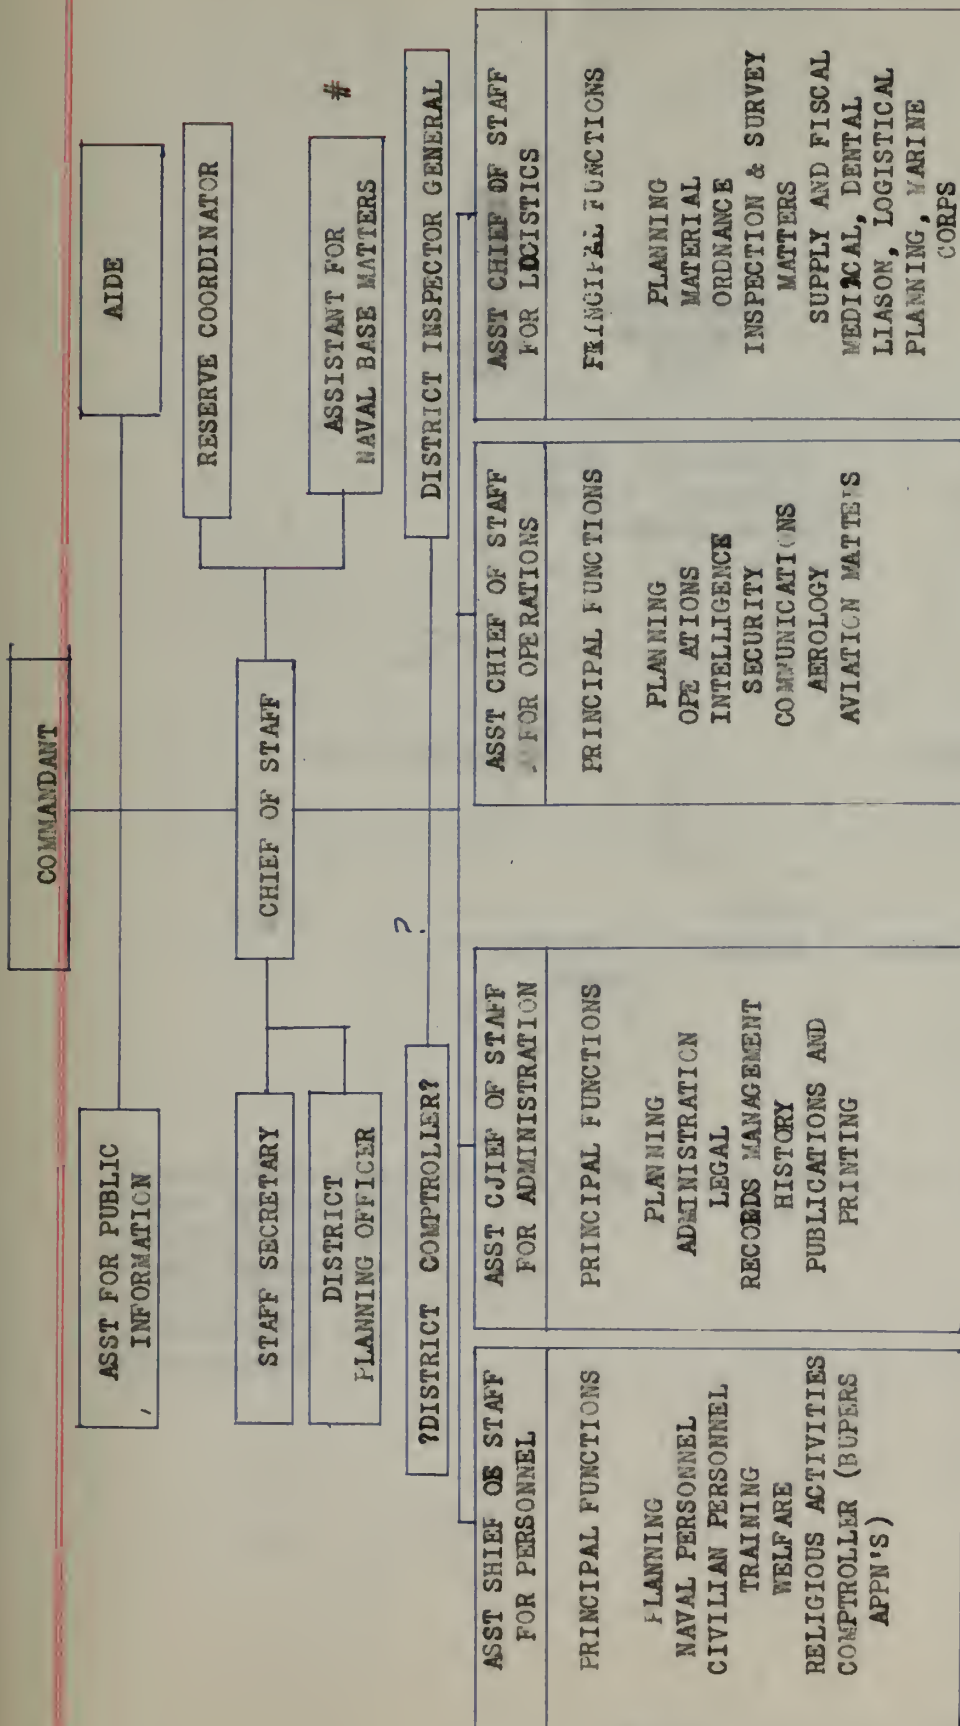 COMMANDANT
ASST FOR PUBLIC
INFORMATION
AIDE
STAFF SECRETARY
CHIEF OF STAFF
RESERVE COORDINATOR
DISTRICT
PLANNING OFFICER
ASSISTANT FOR
NAVAL BASE MATTERS
#
?
?DISTRICT COMPTROLLER?
DISTRICT INSPECTOR GENERAL
ASST SHIEF OE STAFF
FOR PERSONNEL
PRINCIPAL FUNCTIONS
PLANNING
NAVAL PERSONNEL
CIVILIAN PERSONNEL
TRAINING
WELFARE
RELIGIOUS ACTIVITIES
COMPTROLLER (BUPERS
APPN'S)
ASST CJIEF OF STAFF
FOR ADMINISTRATION
PRINCIPAL FUNCTIONS
PLANNING
ADMINISTRATION
LEGAL
RECORDS MANAGEMENT
HISTORY
PUBLICATIONS AND
PRINTING
ASST CHIEF OF STAFF
FOR OPERATIONS
PRINCIPAL FUNCTIONS
PLANNING
OPE ATIONS
INTELLIGENCE
SECURITY
COMMUNICATIONS
AEROLOGY
AVIATION MATTE'S
ASST CHIEF OF STAFF
FOR LOGISTICS
PRINCIPAL FUNCTIONS
PLANNING
MATERIAL
ORDNANCE
INSPECTION & SURVEY
MATTERS
SUPPLY AND FISCAL
MEDICAL, DENTAL
LIASON, LOGISTICAL
PLANNING, MARINE
CORPS